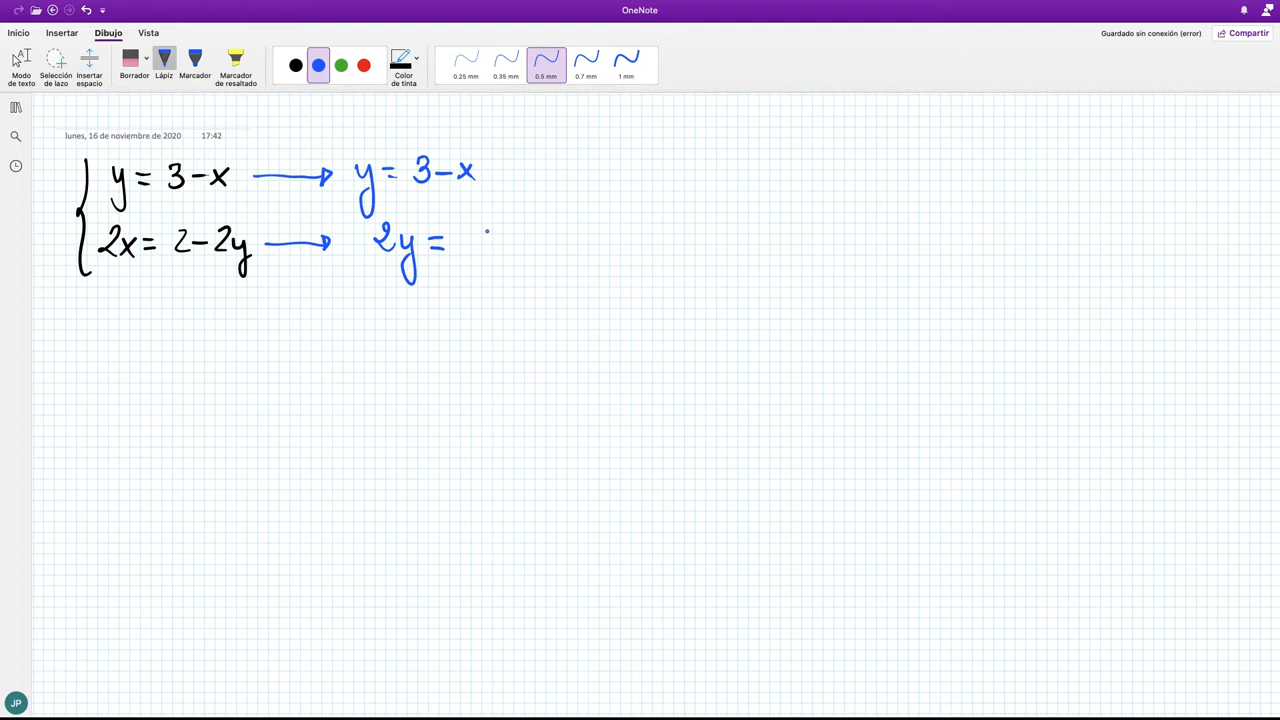 OneNote
Inicio Insertar Dibujo Vista
Guardado sin conexión (error) Compartir
Modo de texto
Selección de lazo
Insertar espacio
Borrador
Lápiz
Marcador
Marcador de resaltado
Color de tinta
0.25 mm 0.35 mm 0.5 mm 0.7 mm 1 mm
lunes, 16 de noviembre de 2020 17:42
y = 3 - x → y = 3 - x
2x = 2 - 2y → 2y =
JP